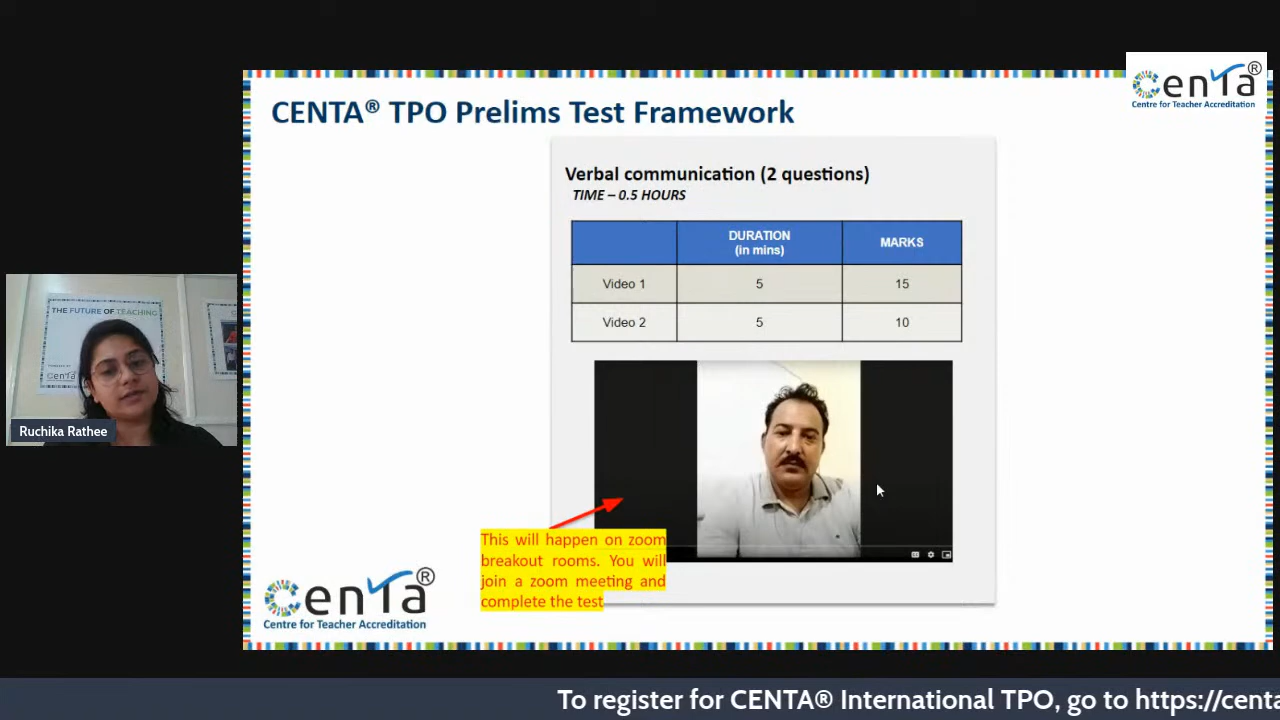 CenTa®
Centre for Teacher Accreditation
CENTA® TPO Prelims Test Framework
Verbal communication (2 questions)
TIME – 0.5 HOURS
DURATION
(in mins)
MARKS
Video 1
5
15
Video 2
5
10
THE FUTURE OF TEACHING
Ruchika Rathee
This will happen on zoom
breakout rooms. You will
join a zoom meeting and
complete the test
CenTa®
Centre for Teacher Accreditation
To register for CENTA® International TPO, go to https://centa